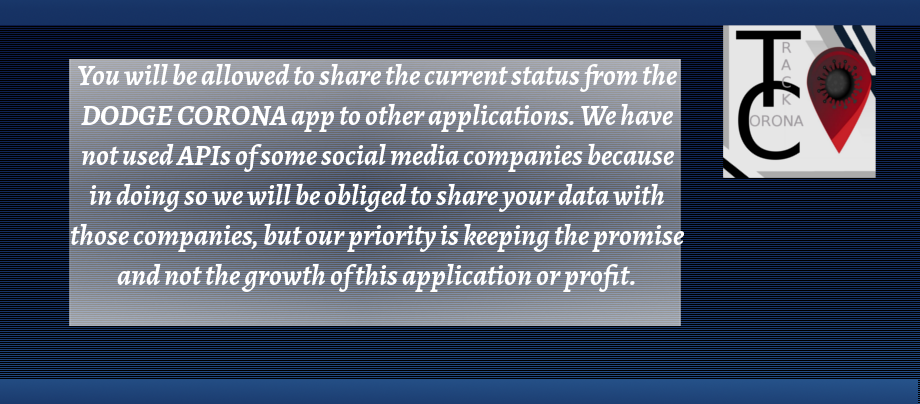 You will be allowed to share the current status from the
DODGE CORONA app to other applications. We have
not used APIs of some social media companies because
in doing so we will be obliged to share your data with
those companies, but our priority is keeping the promise
and not the growth of this application or profit.
TRACK
CORONA